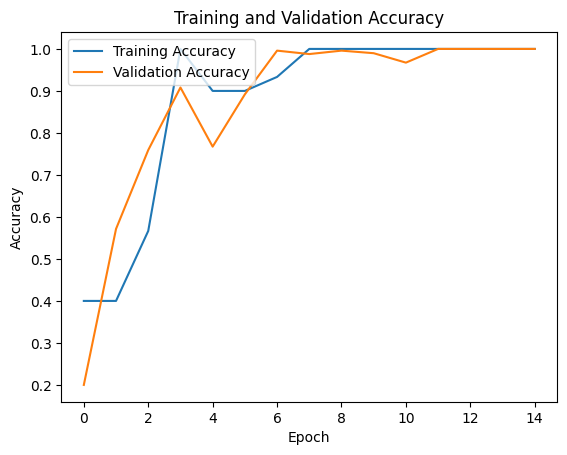 Training and Validation Accuracy
Training Accuracy
Validation Accuracy
1.0
0.9
0.8
0.7
0.6
0.5
0.4
0.3
0.2
Accuracy
0 2 4 6 8 10 12 14
Epoch